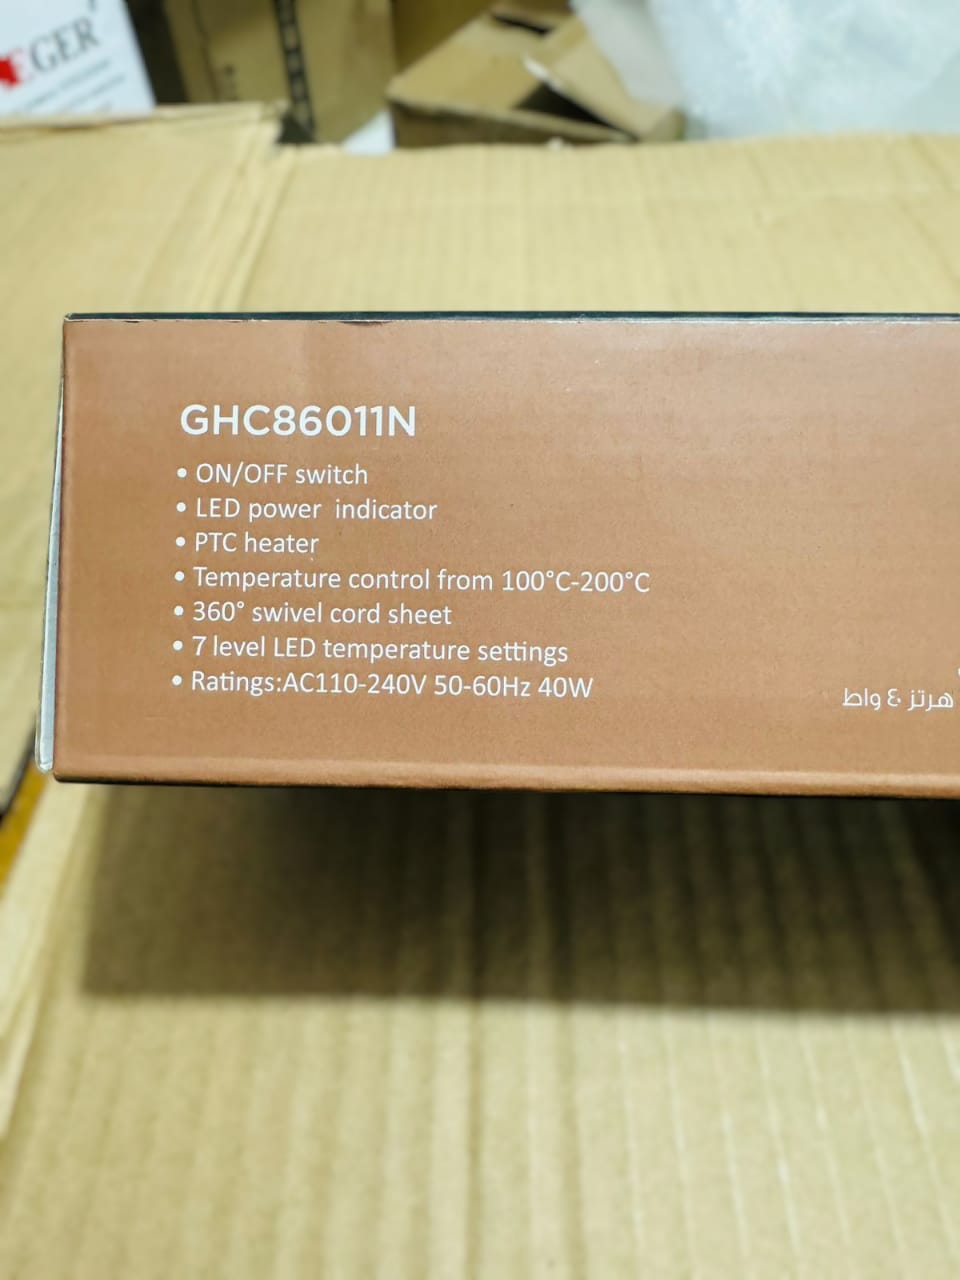 EGER
GHC86011N
• ON/OFF switch
• LED power indicator
• PTC heater
• Temperature control from 100°C-200°C
• 360° swivel cord sheet
• 7 level LED temperature settings
• Ratings:AC110-240V 50-60Hz 40W
هرتز ٤٠ واط